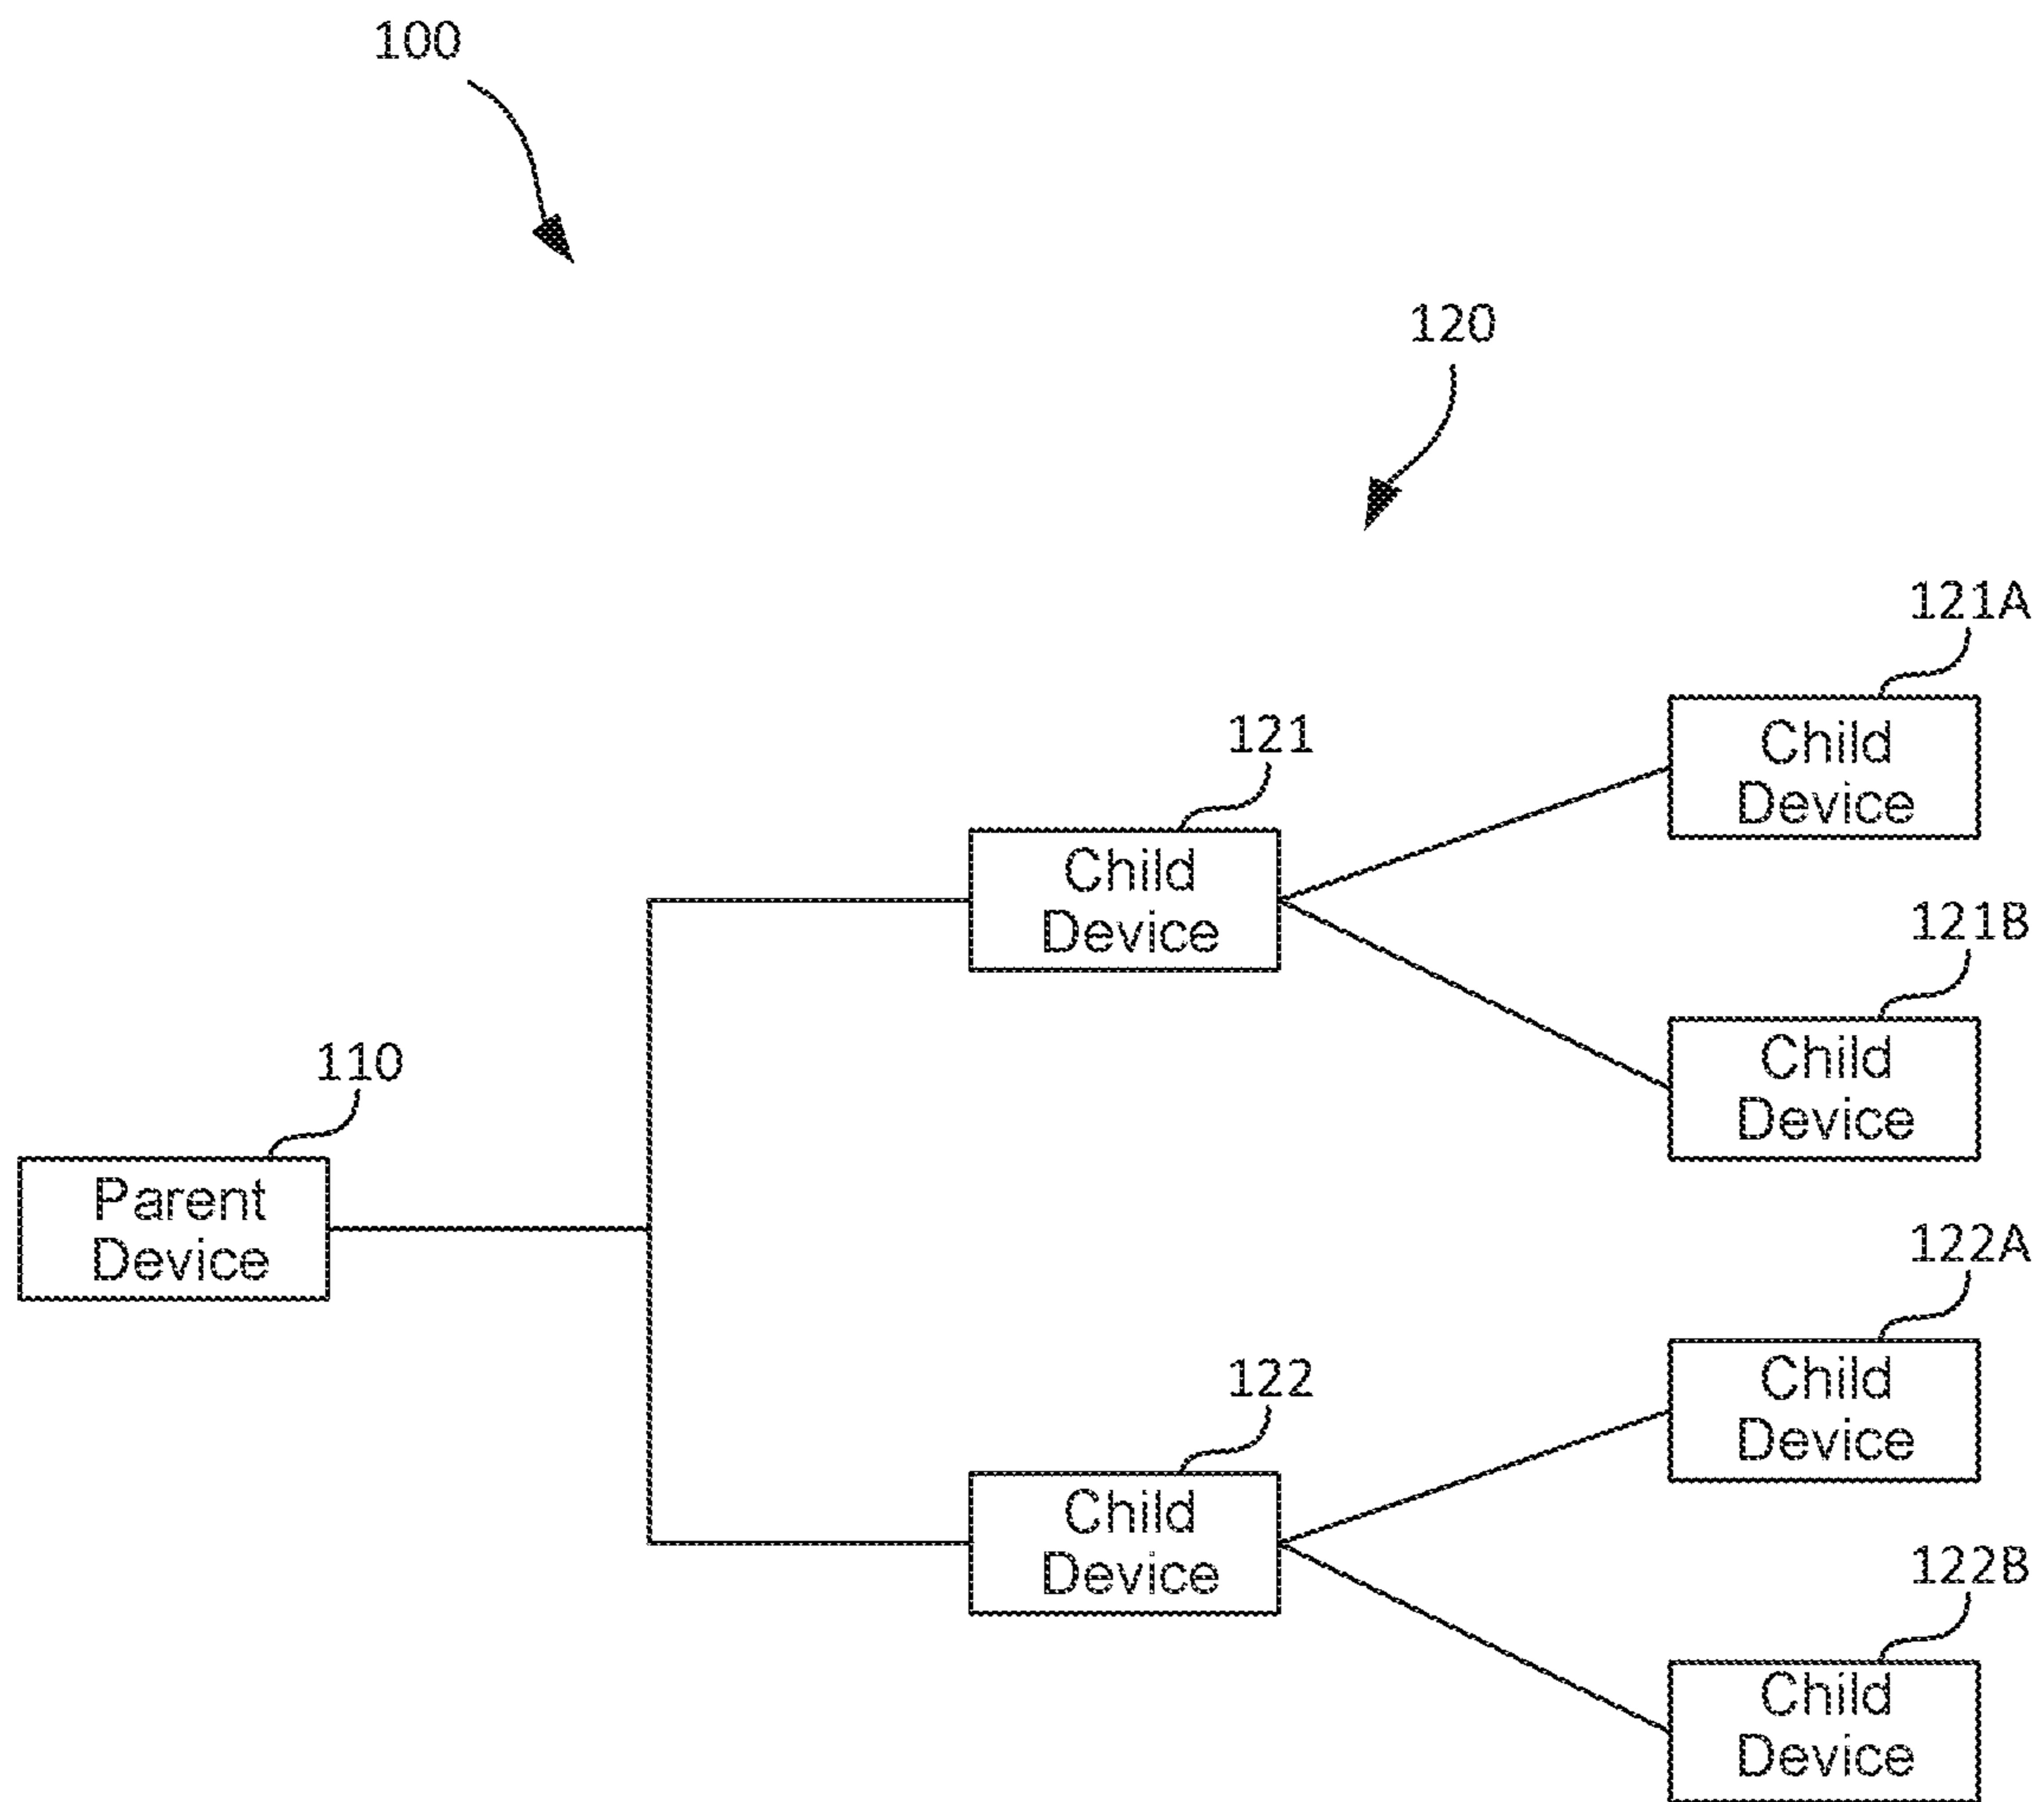 100
120
121A
Child
Device
121
Child
Device
121B
Child
Device
110
Parent
Device
122A
Child
Device
122
Child
Device
122B
Child
Device